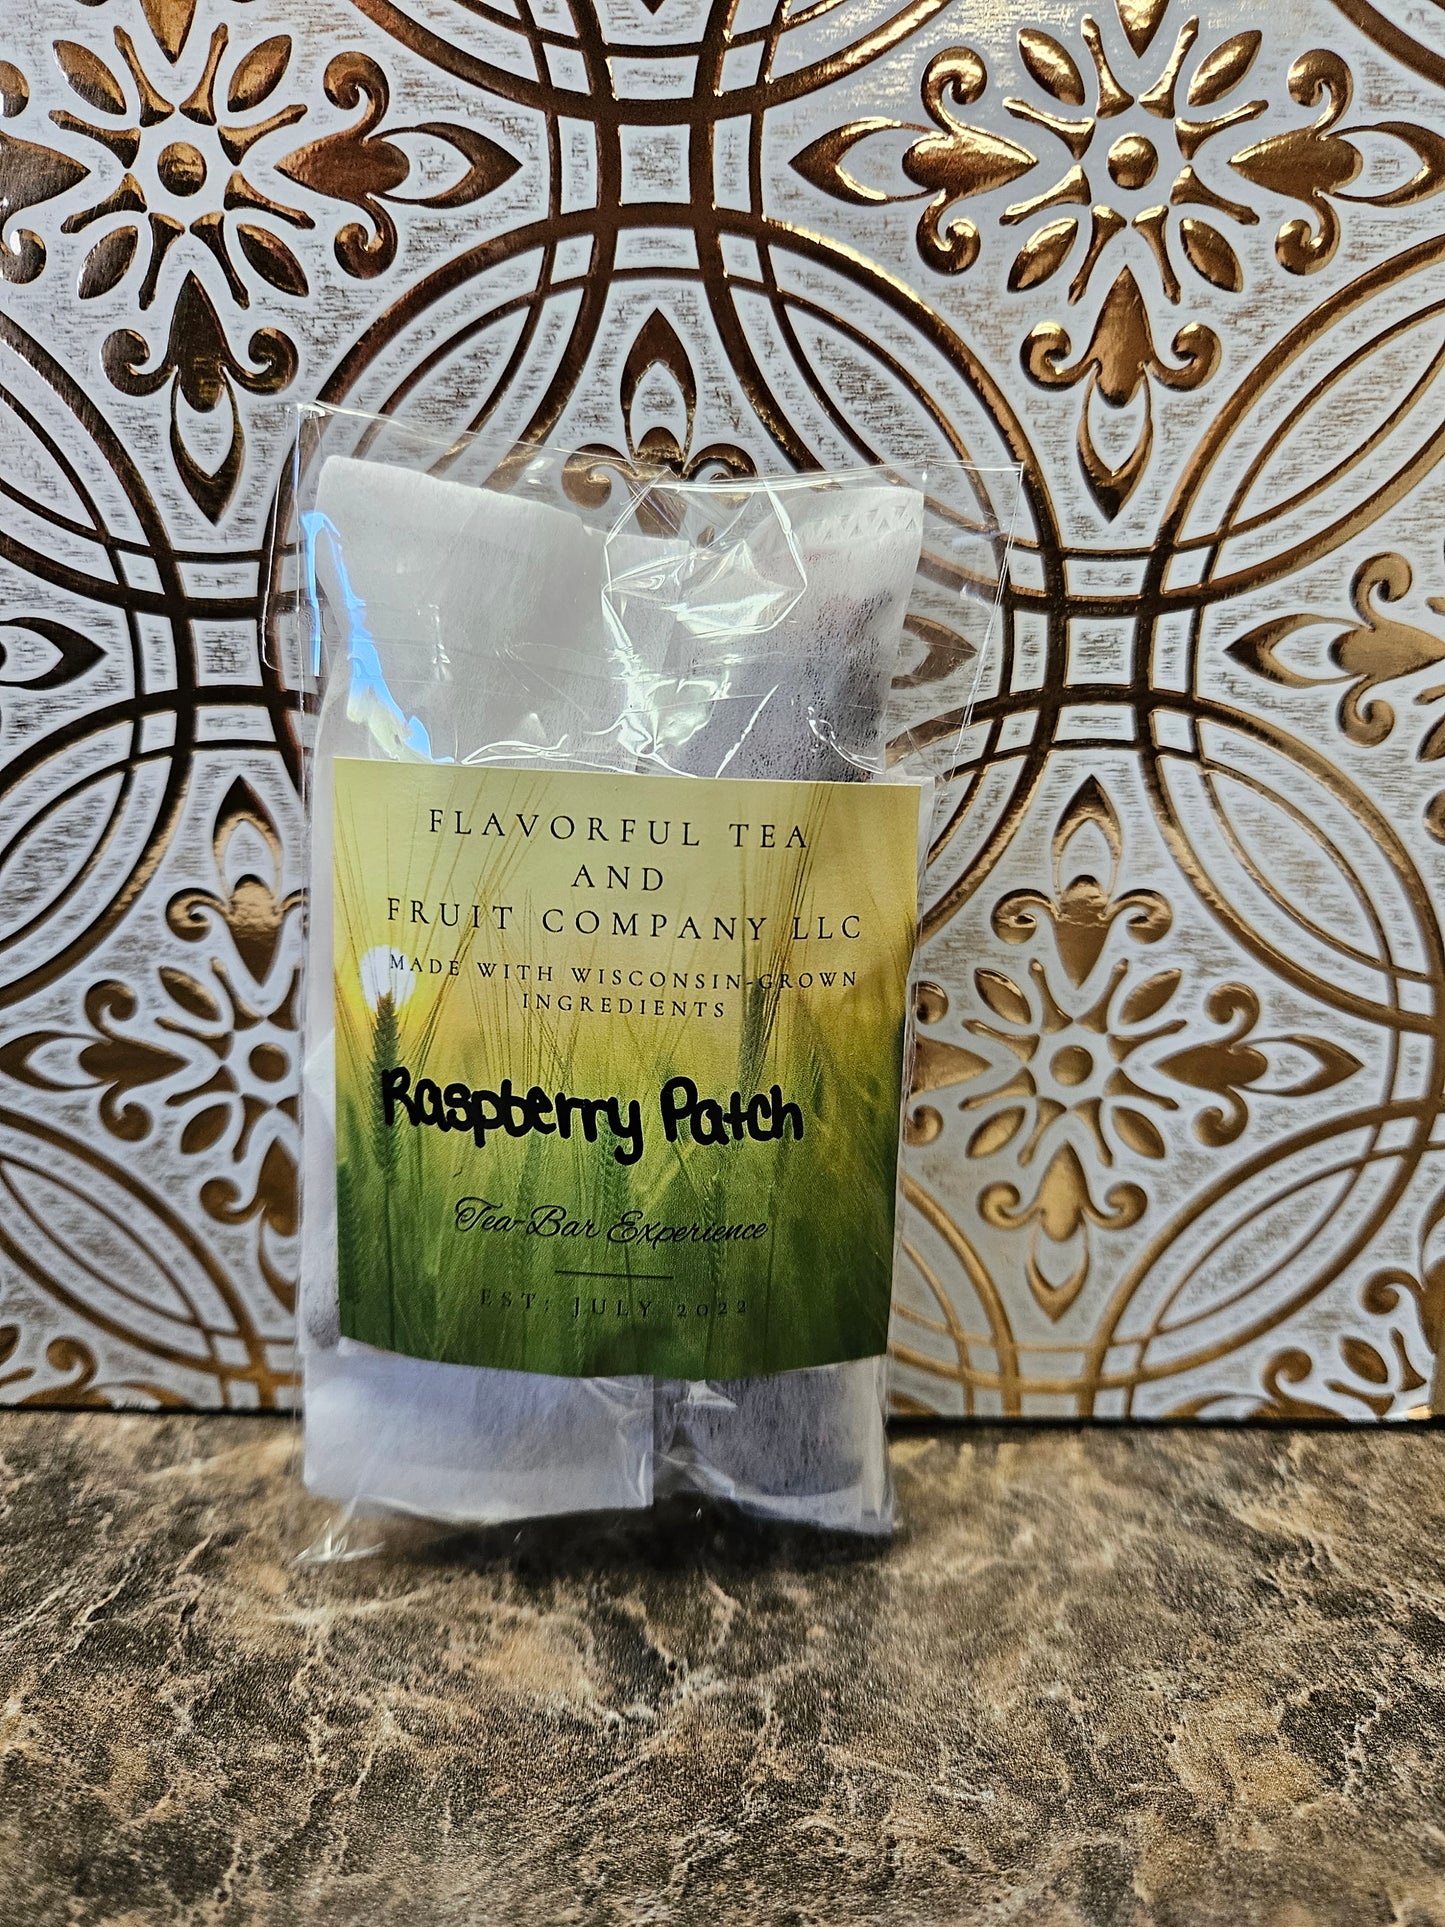 FLAVORFUL TEA
AND
FRUIT COMPANY LLC
MADE WITH WISCONSIN-GROWN
INGREDIENTS
Raspberry Patch
Tea-Bar Experience
EST: JULY 2022